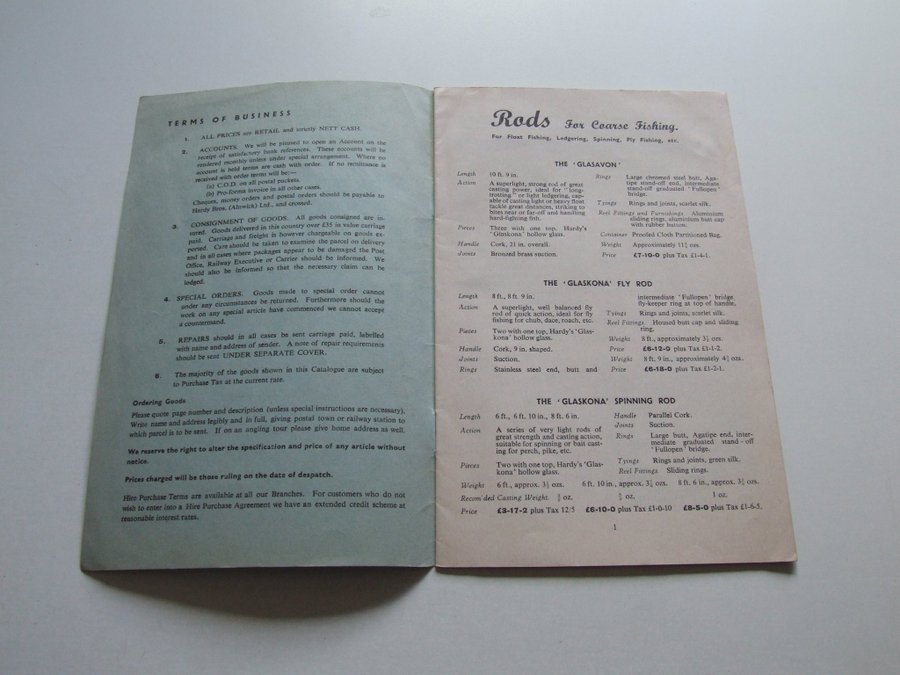 TERMS OF BUSINESS
1. ALL PRICES are RETAIL and strictly NETT CASH.
2. ACCOUNTS. We will be pleased to open an Account on the
receipt of satisfactory bank references. These accounts will be
rendered monthly unless under special arrangement. Where no
account is held terms are cash with order. If no remittance is
received with order terms will be:—
(a) C.O.D. on all postal packets.
(b) Pro-forma invoice in all other cases.
Cheques, money orders and postal orders should be payable to
Hardy Bros. (Alnwick) Ltd., and crossed.
3. CONSIGNMENT OF GOODS. All goods consigned are in-
sured. Goods delivered in this country over £35 in value carriage
paid. Carriage and freight is however chargeable on goods ex-
ported. Care should be taken to examine the parcel on delivery
and in all cases where packages appear to be damaged the Post
Office, Railway Executive or Carrier should be informed. We
should also be informed so that the necessary claim can be
lodged.
4. SPECIAL ORDERS. Goods made to special order cannot
under any circumstances be returned. Furthermore should the
work on any special article have commenced we cannot accept
a countermand.
5. REPAIRS should in all cases be sent carriage paid, labelled
with name and address of sender. A note of repair requirements
should be sent UNDER SEPARATE COVER.
6. The majority of the goods shown in this Catalogue are subject
to Purchase Tax at the current rate.
Ordering Goods
Please quote page number and description (unless special instructions are necessary).
Write name and address legibly and in full, giving postal town or railway station to
which parcel is to be sent. If on an angling tour please give home address as well.
We reserve the right to alter the specification and price of any article without
notice.
Prices charged will be those ruling on the date of despatch.
Hire Purchase Terms are available at all our Branches. For customers who do not
wish to enter into a Hire Purchase Agreement we have an extended credit scheme at
reasonable interest rates.
Rods For Coarse Fishing.
For Float Fishing, Ledgering, Spinning, Fly Fishing, etc.
THE 'GLASAVON'
Length 10 ft. 9 in.
Action A superlight, strong rod of great
casting power, ideal for "long-
trotting" or light ledgering, cap-
able of casting light or heavy float
tackle great distances, striking to
bites near or far-off and handling
hard-fighting fish.
Pieces Three with one top. Hardy's
'Glaskona' hollow glass.
Handle Cork, 21 in. overall.
Joints Bronzed brass suction.
Rings Large chromed steel butt, Aga-
tipe stand-off end, intermediate
stand-off graduated 'Fullopen'
bridge.
Tyings Rings and joints, scarlet silk.
Reel Fittings and Furnishings. Aluminium
sliding rings, aluminium butt cap
with rubber button.
Container Proofed Cloth Partitioned Bag.
Weight Approximately 11¼ ozs.
Price £7-10-0 plus Tax £1-4-1.
THE 'GLASKONA' FLY ROD
Length 8 ft., 8 ft. 9 in.
Action A superlight, well balanced fly
rod of quick action, ideal for fly
fishing for chub, dace, roach, etc.
Pieces Two with one top, Hardy's 'Glas-
kona' hollow glass.
Handle Cork, 9 in. shaped.
Joints Suction.
Rings Stainless steel end, butt and
intermediate 'Fullopen' bridge
fly-keeper ring at top of handle.
Tyings Rings and joints, scarlet silk.
Reel Fittings. Housed butt cap and sliding
ring.
Weight 8 ft., approximately 3¾ ozs.
Price £6-12-0 plus Tax £1-1-2.
Weight 8 ft. 9 in., approximately 4¼ ozs.
Price £6-18-0 plus Tax £1-2-1.
THE 'GLASKONA' SPINNING ROD
Length 6 ft., 6 ft. 10 in., 8 ft. 6 in.
Action A series of very light rods of
great strength and casting action,
suitable for spinning or bait cast-
ing for perch, pike, etc.
Pieces Two with one top, Hardy's 'Glas-
kona' hollow glass.
Handle Parallel Cork.
Joints Suction.
Rings Large butt, Agatipe end, inter-
mediate graduated stand-off
'Fullopen' bridge.
Tyings Rings and joints, green silk.
Reel Fittings. Sliding rings.
Weight 6 ft., approx. ozs. 6 ft. 10 in., approx. ozs. 8 ft. 6 in., approx. ozs.
Recom'ded Casting Weight. oz. oz. 1 oz.
Price £3-17-2 plus Tax 12/5 £6-10-0 plus Tax £1-0-10 £8-5-0 plus Tax £1-6-5.
1